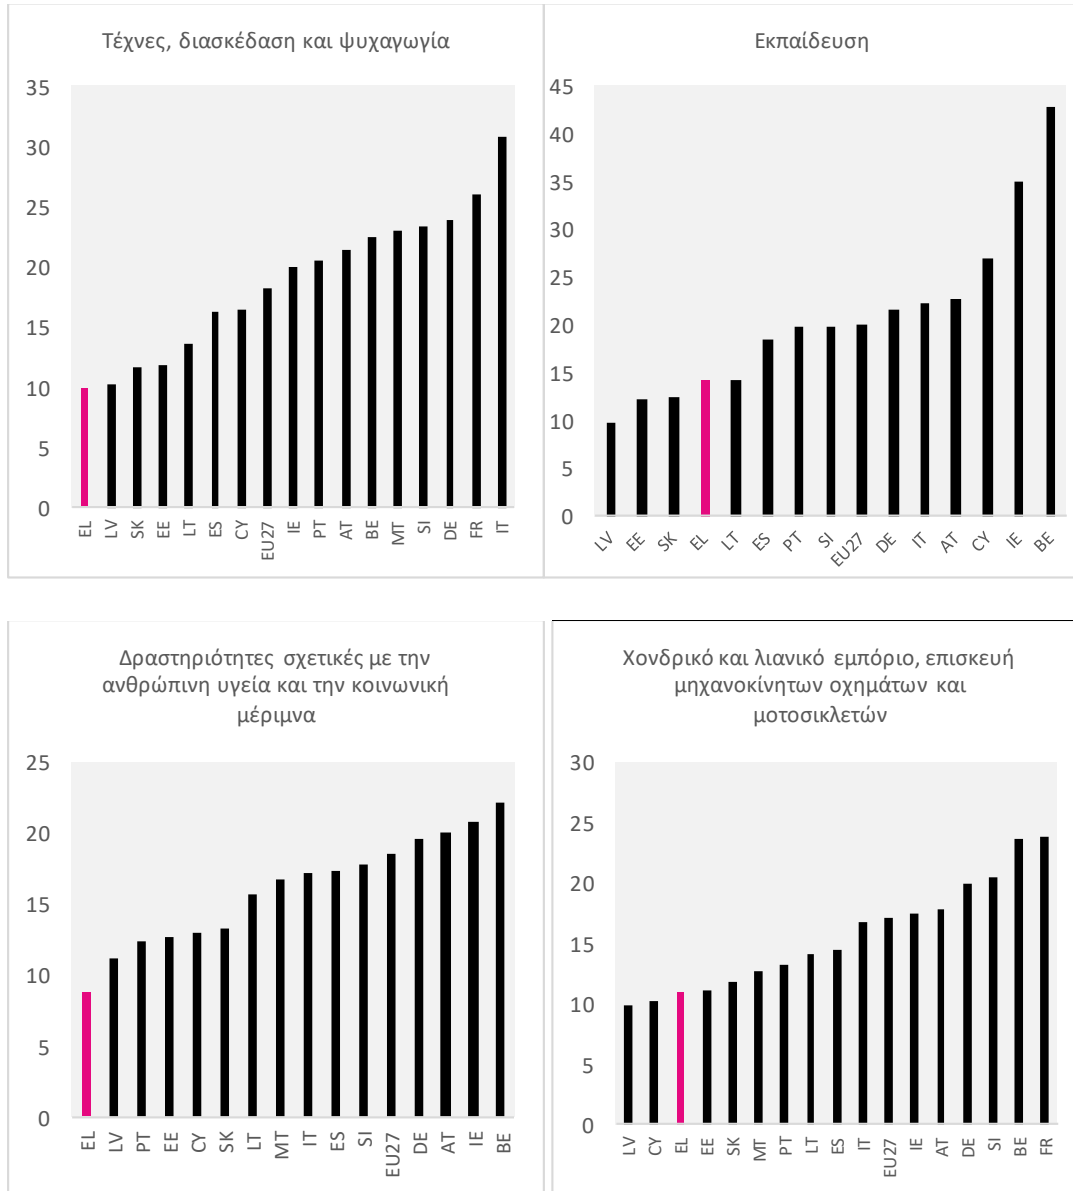 Τέχνες, διασκέδαση και ψυχαγωγία
35
30
25
20
15
10
5
0
EL LV SK EE LT ES CY EU27 IE PT AT BE MT SI DE FR IT
Εκπαίδευση
45
40
35
30
25
20
15
10
5
0
LV EE SK EL LT ES PT SI EU27 DE IT AT CY IE BE
Δραστηριότητες σχετικές με την
ανθρώπινη υγεία και την κοινωνική
μέριμνα
25
20
15
10
5
0
EL LV PT EE CY SK LT MT IT ES SI EU27 DE AT IE BE
Χονδρικό και λιανικό εμπόριο, επισκευή
μηχανοκίνητων οχημάτων και
μοτοσικλετών
30
25
20
15
10
5
0
LV CY EL EE SK MT PT LT ES IT EU27 IE AT DE SI BE FR